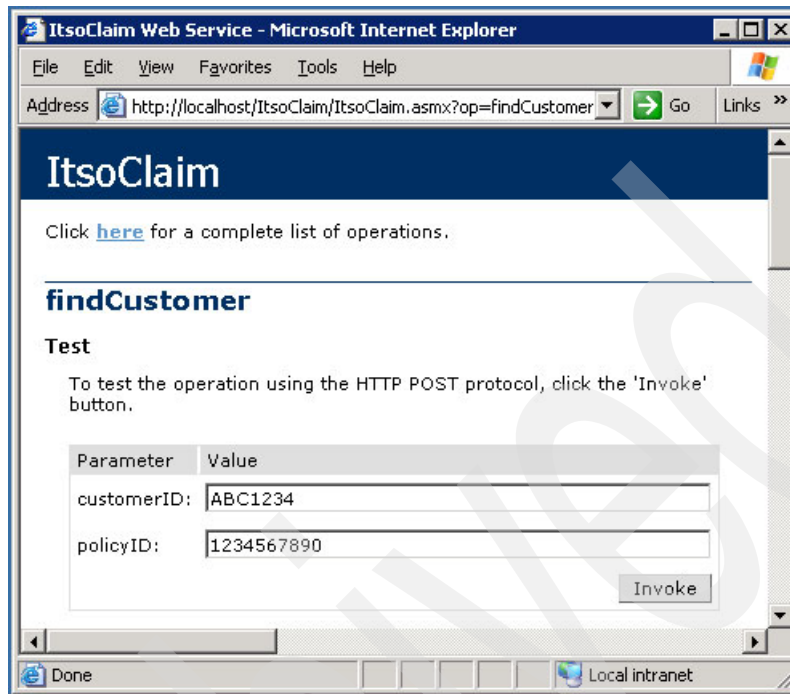 ItsoClaim Web Service - Microsoft Internet Explorer
File Edit View Favorites Tools Help
Address http://localhost/ItsoClaim/ItsoClaim.asmx?op=findCustomer Go Links »
ItsoClaim
Click here for a complete list of operations.
findCustomer
Test
To test the operation using the HTTP POST protocol, click the 'Invoke'
button.
Parameter Value
customerID: ABC1234
policyID: 1234567890
Invoke
Done Local intranet